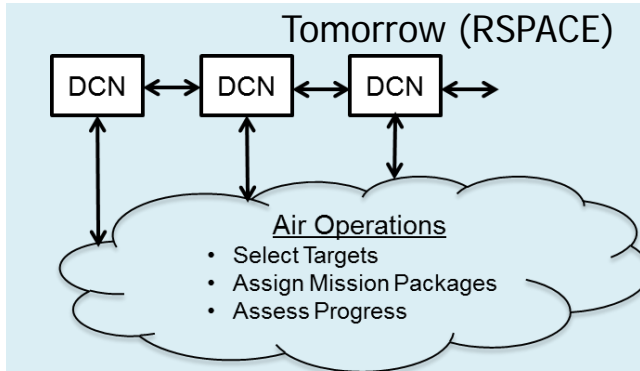 Tomorrow (RSPACE)
DCN DCN DCN
Air Operations
• Select Targets
• Assign Mission Packages
• Assess Progress